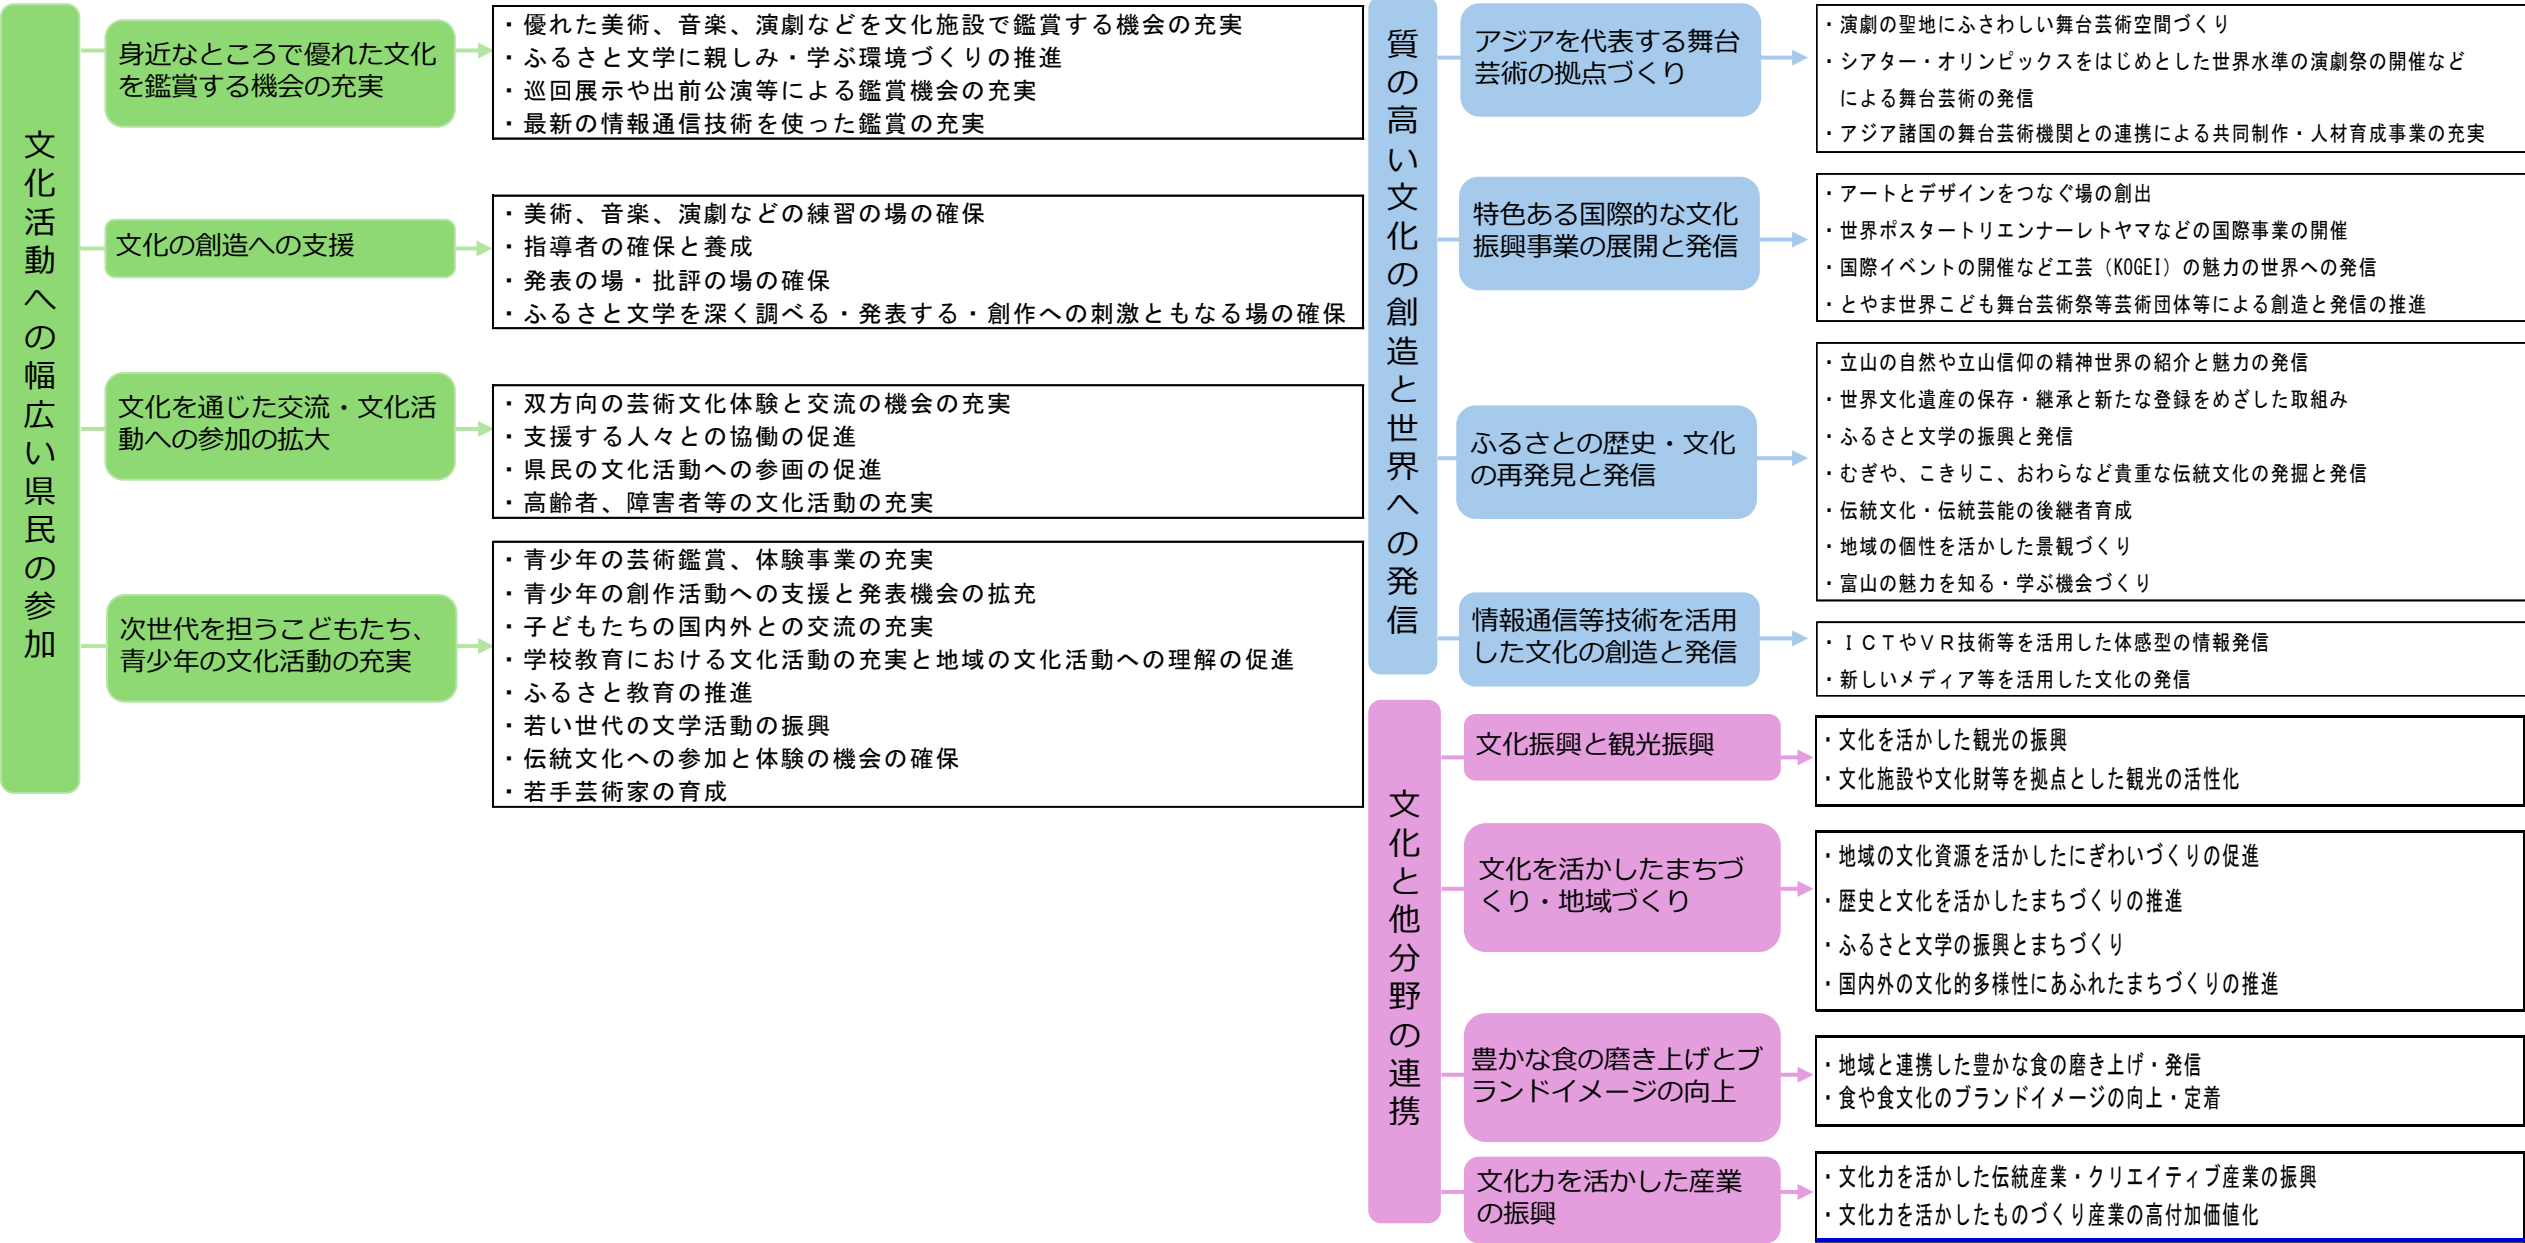 文化活動への幅広い県民の参加
身近なところで優れた文化
を鑑賞する機会の充実
・優れた美術、音楽、演劇などを文化施設で鑑賞する機会の充実
・ふるさと文学に親しみ・学ぶ環境づくりの推進
・巡回展示や出前公演等による鑑賞機会の充実
・最新の情報通信技術を使った鑑賞の充実
文化の創造への支援
・美術、音楽、演劇などの練習の場の確保
・指導者の確保と養成
・発表の場・批評の場の確保
・ふるさと文学を深く調べる・発表する・創作への刺激ともなる場の確保
文化を通じた交流・文化活
動への参加の拡大
・双方向の芸術文化体験と交流の機会の充実
・支援する人々との協働の促進
・県民の文化活動への参画の促進
・高齢者、障害者等の文化活動の充実
次世代を担うこどもたち、
青少年の文化活動の充実
・青少年の芸術鑑賞、体験事業の充実
・青少年の創作活動への支援と発表機会の拡充
・子どもたちの国内外との交流の充実
・学校教育における文化活動の充実と地域の文化活動への理解の促進
・ふるさと教育の推進
・若い世代の文学活動の振興
・伝統文化への参加と体験の機会の確保
・若手芸術家の育成
質の高い文化の創造と世界への発信
アジアを代表する舞台
芸術の拠点づくり
・演劇の聖地にふさわしい舞台芸術空間づくり
・シアター・オリンピックスをはじめとした世界水準の演劇祭の開催など
による舞台芸術の発信
・アジア諸国の舞台芸術機関との連携による共同制作・人材育成事業の充実
特色ある国際的な文化
振興事業の展開と発信
・アートとデザインをつなぐ場の創出
・世界ポスタートリエンナーレトヤマなどの国際事業の開催
・国際イベントの開催など工芸（KOGEI）の魅力の世界への発信
・とやま世界こども舞台芸術祭等芸術団体等による創造と発信の推進
ふるさとの歴史・文化
の再発見と発信
・立山の自然や立山信仰の精神世界の紹介と魅力の発信
・世界文化遺産の保存・継承と新たな登録をめざした取組み
・ふるさと文学の振興と発信
・むぎや、こきりこ、おわらなど貴重な伝統文化の発掘と発信
・伝統文化・伝統芸能の後継者育成
・地域の個性を活かした景観づくり
・富山の魅力を知る・学ぶ機会づくり
情報通信等技術を活用
した文化の創造と発信
・ＩＣＴやＶＲ技術等を活用した体感型の情報発信
・新しいメディア等を活用した文化の発信
文化と他分野の連携
文化振興と観光振興
・文化を活かした観光の振興
・文化施設や文化財等を拠点とした観光の活性化
文化を活かしたまちづ
くり・地域づくり
・地域の文化資源を活かしたにぎわいづくりの促進
・歴史と文化を活かしたまちづくりの推進
・ふるさと文学の振興とまちづくり
・国内外の文化的多様性にあふれたまちづくりの推進
豊かな食の磨き上げとブ
ランドイメージの向上
・地域と連携した豊かな食の磨き上げ・発信
・食や食文化のブランドイメージの向上・定着
文化力を活かした産業
の振興
・文化力を活かした伝統産業・クリエイティブ産業の振興
・文化力を活かしたものづくり産業の高付加価値化